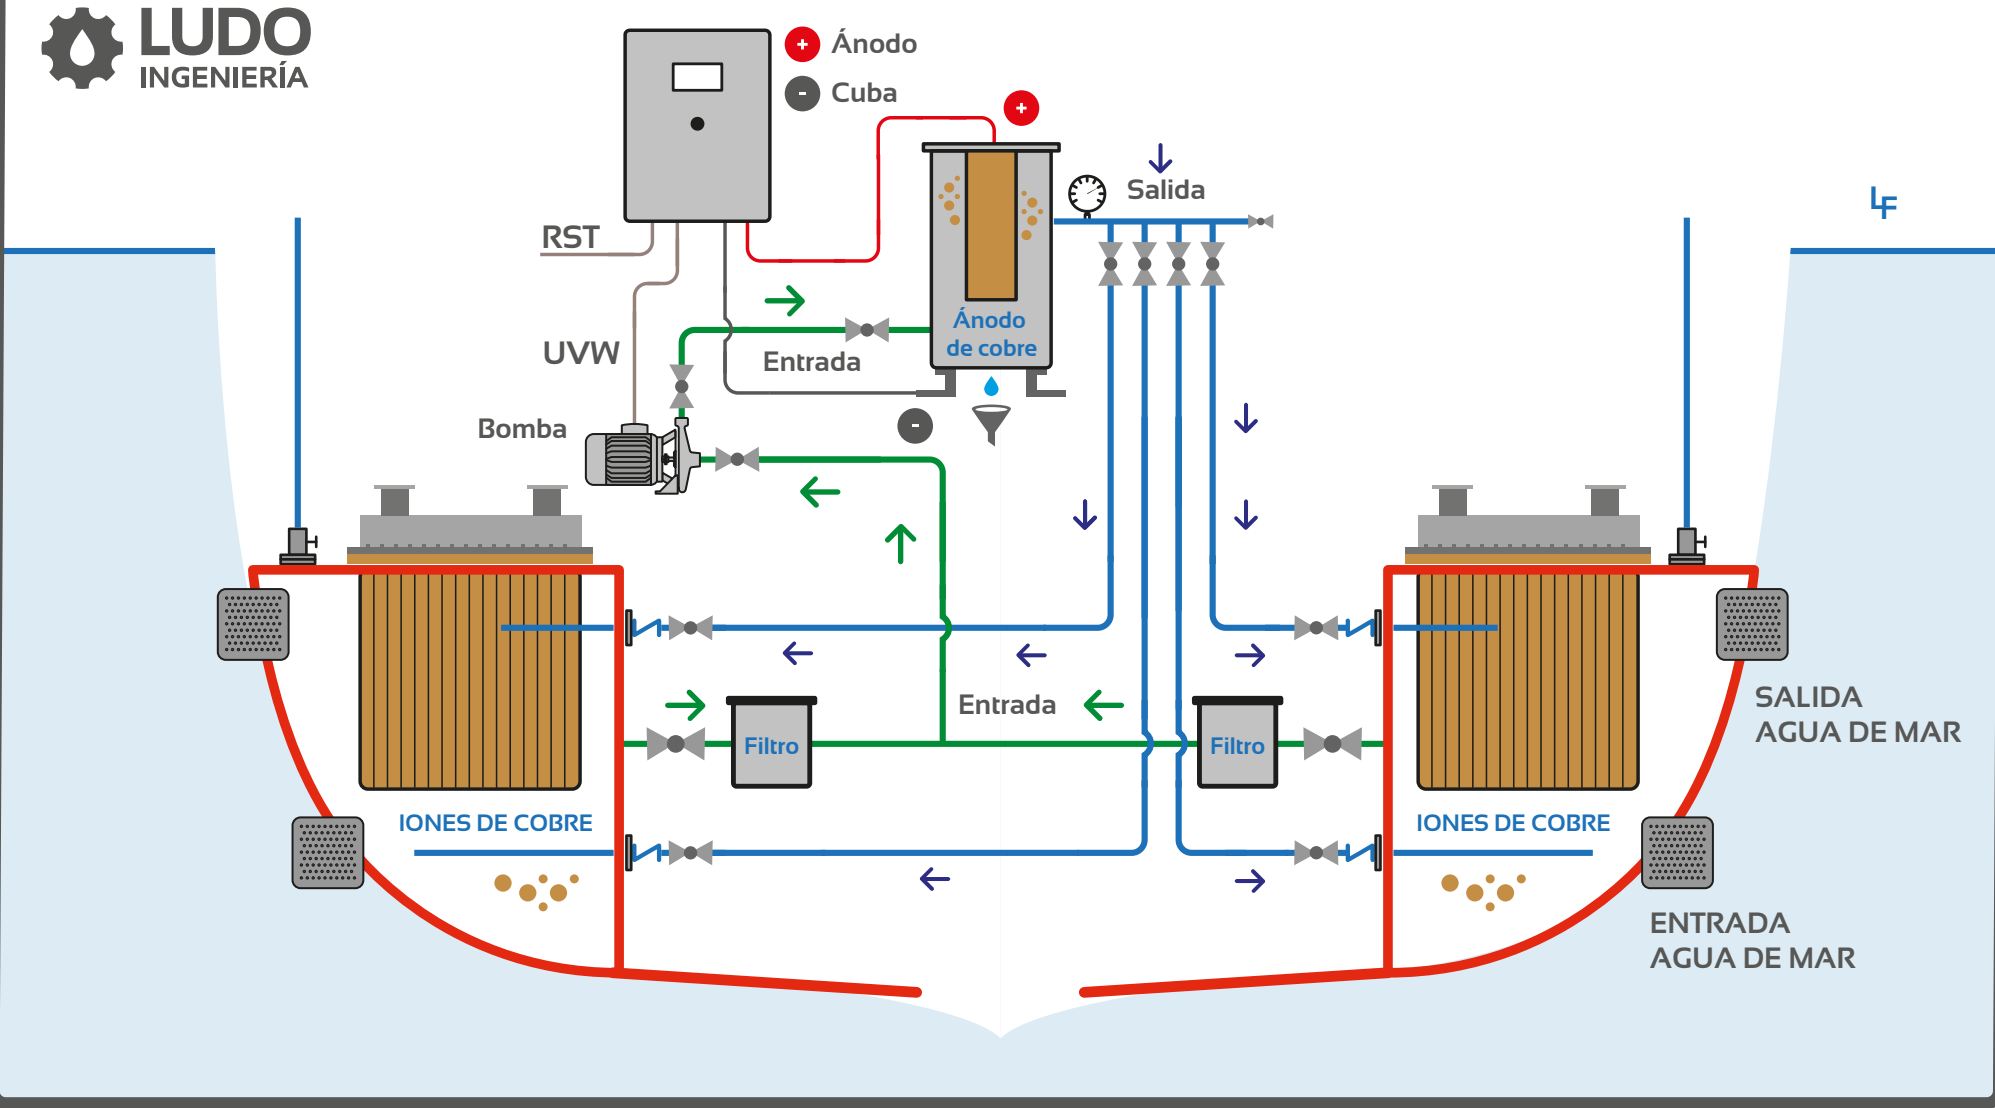 LUDO
INGENIERÍA
+ Ánodo
- Cuba
+
Salida
LF
RST
Ánodo
de cobre
UVW
Entrada
Bomba
-
Entrada
Filtro
Filtro
SALIDA
AGUA DE MAR
IONES DE COBRE
IONES DE COBRE
ENTRADA
AGUA DE MAR